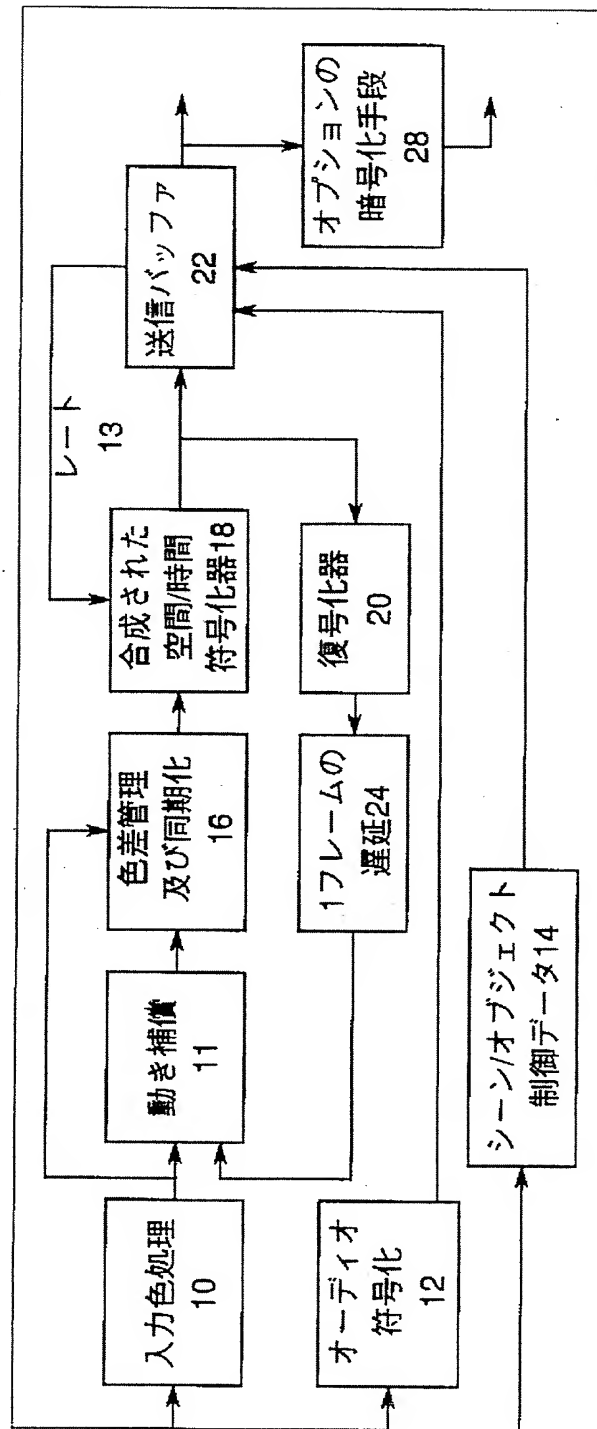 入力色処理
10
動き補償
11
色差管理
及び同期化
16
合成された
空間/時間
符号化器18
レート
13
送信バッファ
22
オプションの
暗号化手段
28
復号化器
20
1フレームの
遅延24
オーディオ
符号化
12
シーン/オブジェクト
制御データ14